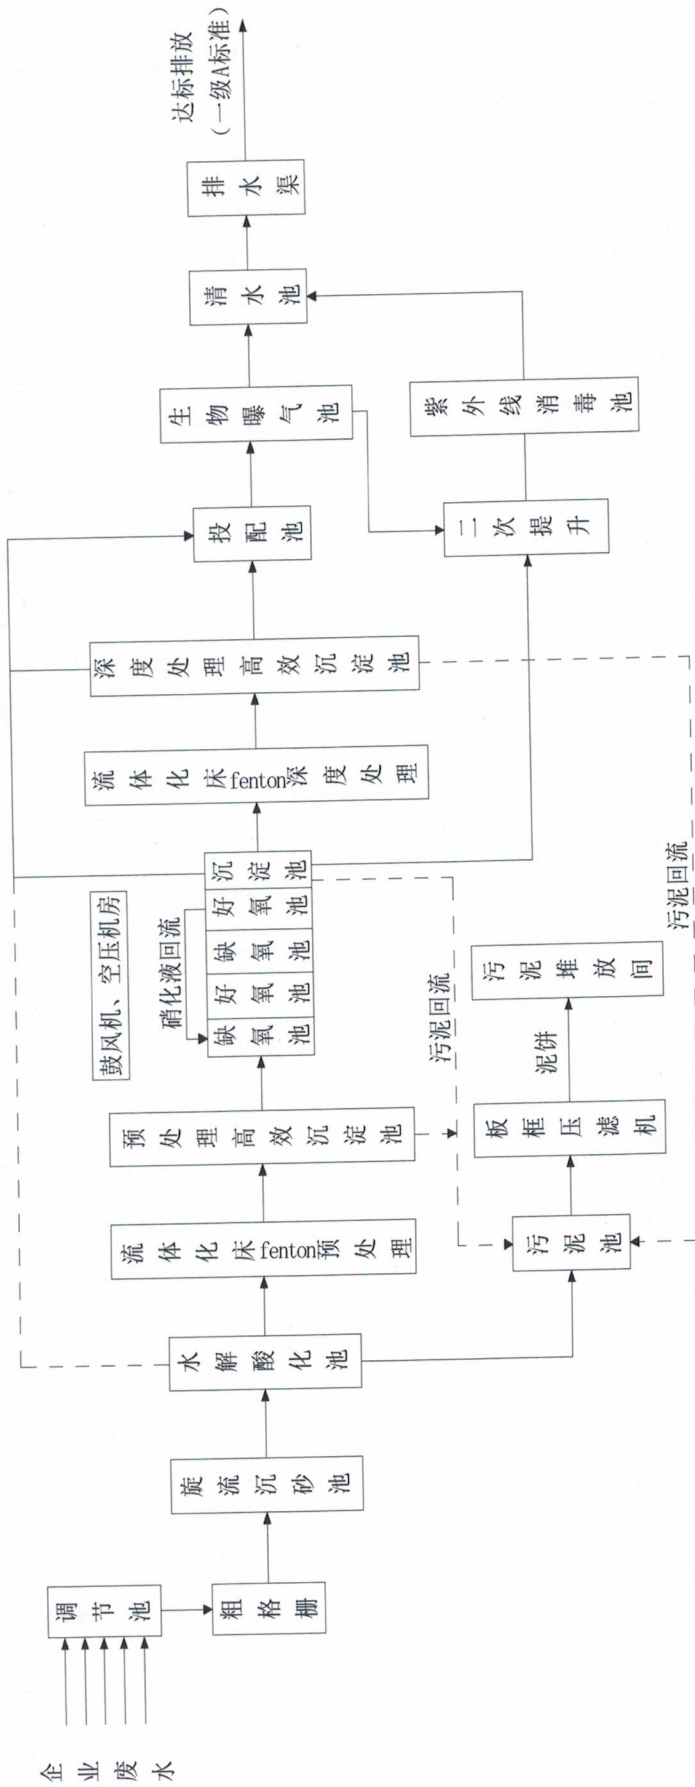 企业废水
调节池
粗格栅
旋流沉砂池
水解酸化池
流体化床fenton预处理
预处理高效沉淀池
鼓风机、空压机房
硝化液回流
缺氧池
好氧池
缺氧池
好氧池
沉淀池
流体化床fenton深度处理
深度处理高效沉淀池
投配池
生物曝气池
清水池
排水渠
达标排放
(一级A标准)
二次提升
紫外线消毒池
污泥回流
污泥池
板框压滤机
泥饼
污泥堆放间
污泥回流